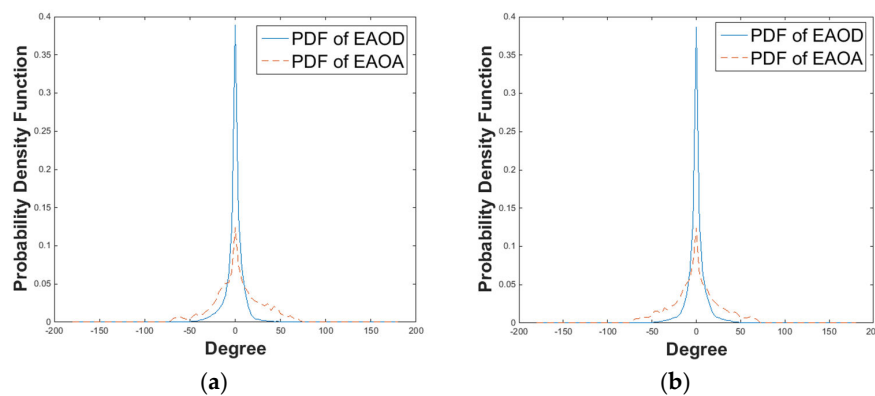 0.4
0.35
0.3
0.25
0.2
0.15
0.1
0.05
0
Probability Density Function
-200 -150 -100 -50 0 50 100 150 200
Degree
PDF of EAOD
PDF of EAOA
(a)
0.4
0.35
0.3
0.25
0.2
0.15
0.1
0.05
0
Probability Density Function
-200 -150 -100 -50 0 50 100 150 200
Degree
PDF of EAOD
PDF of EAOA
(b)